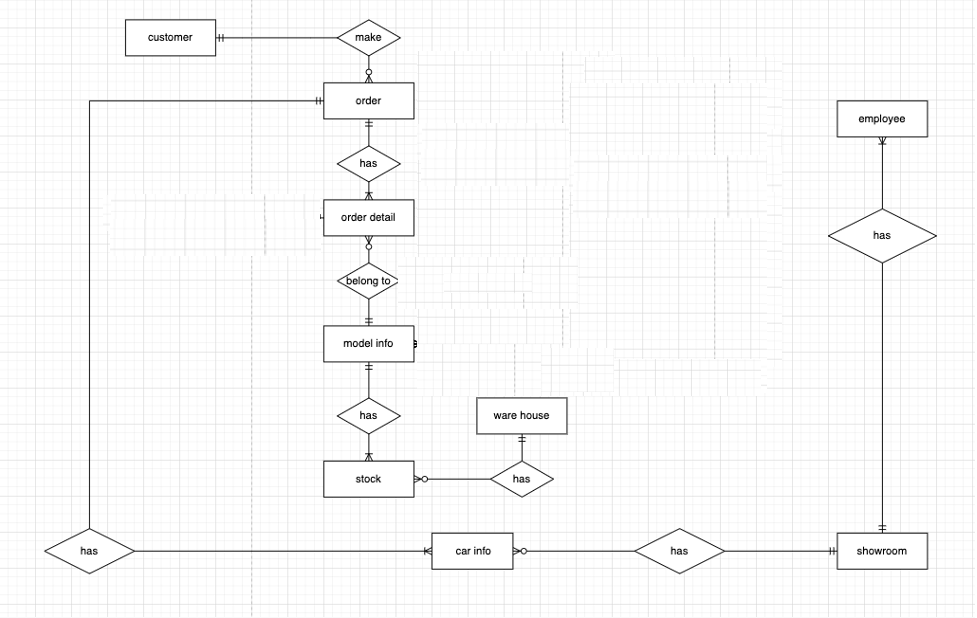 customer
make
order
employee
has
order detail
has
belong to
model info
has
ware house
stock
has
has
car info
has
showroom